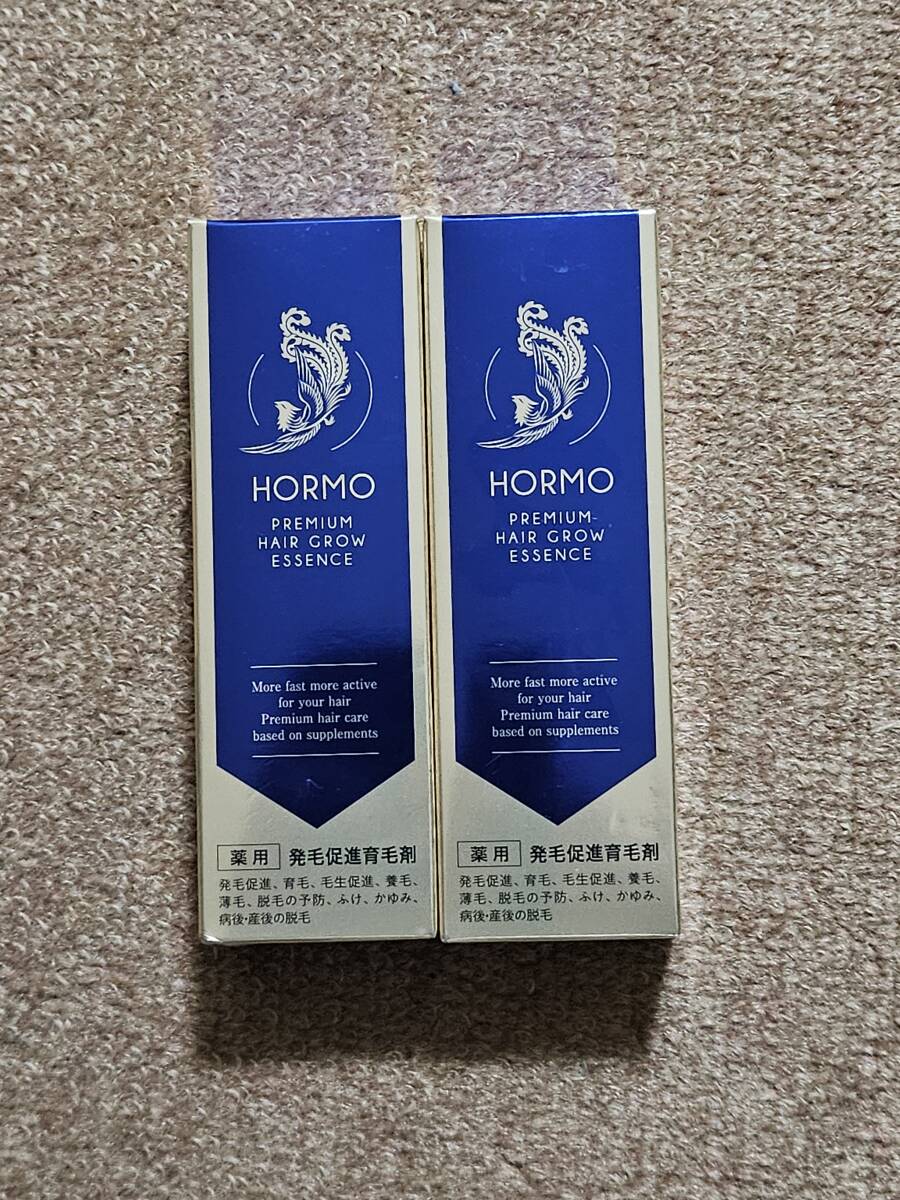 HORMO
PREMIUM
HAIR GROW
ESSENCE
More fast more active
for your hair
Premium hair care
based on supplements
薬用 発毛促進育毛剤
発毛促進、育毛、毛生促進、養毛、
薄毛、脱毛の予防、ふけ、かゆみ、
病後・産後の脱毛
HORMO
PREMIUM
HAIR GROW
ESSENCE
More fast more active
for your hair
Premium hair care
based on supplements
薬用 発毛促進育毛剤
発毛促進、育毛、毛生促進、養毛、
薄毛、脱毛の予防、ふけ、かゆみ、
病後・産後の脱毛